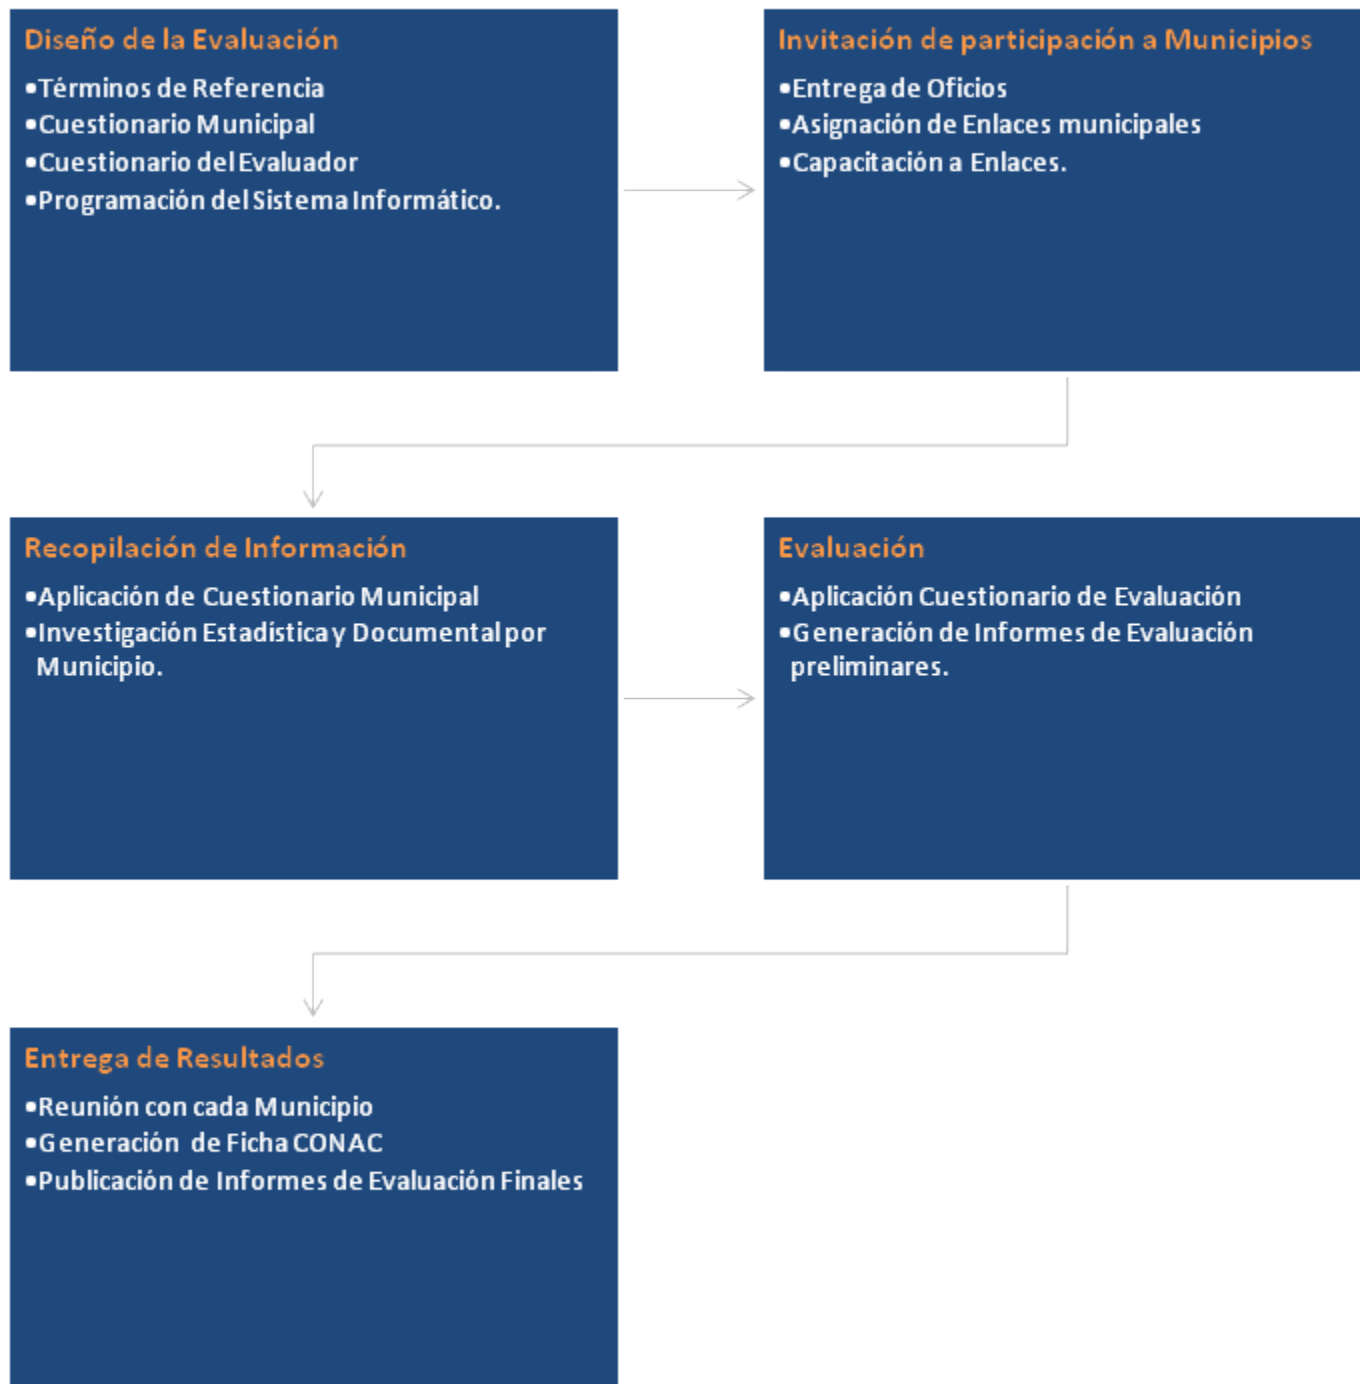 Diseño de la Evaluación
•Términos de Referencia
•Cuestionario Municipal
•Cuestionario del Evaluador
•Programación del Sistema Informático.
Invitación de participación a Municipios
•Entrega de Oficios
•Asignación de Enlaces municipales
•Capacitación a Enlaces.
Recopilación de Información
•Aplicación de Cuestionario Municipal
•Investigación Estadística y Documental por
Municipio.
Evaluación
•Aplicación Cuestionario de Evaluación
•Generación de Informes de Evaluación
preliminares.
Entrega de Resultados
•Reunión con cada Municipio
•Generación de Ficha CONAC
•Publicación de Informes de Evaluación Finales